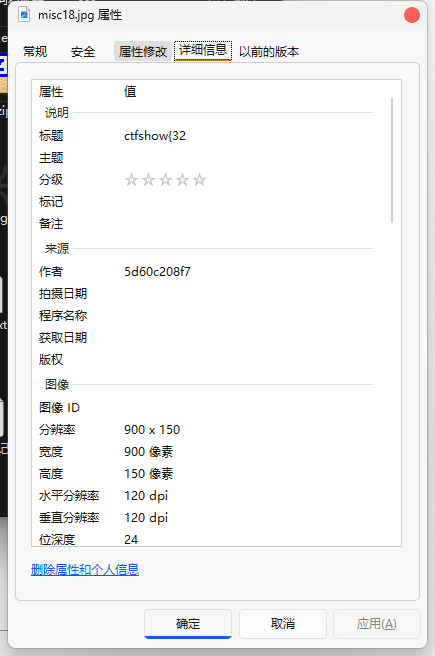 misc18.jpg 属性
常规 安全 属性修改 详细信息 以前的版本
属性 值
说明
标题 ctfshow{32
主题
分级 ☆☆☆☆☆
标记
备注
来源
作者 5d60c208f7
拍摄日期
程序名称
获取日期
版权
图像
图像 ID
分辨率 900 x 150
宽度 900 像素
高度 150 像素
水平分辨率 120 dpi
垂直分辨率 120 dpi
位深度 24
删除属性和个人信息
确定 取消 应用(A)